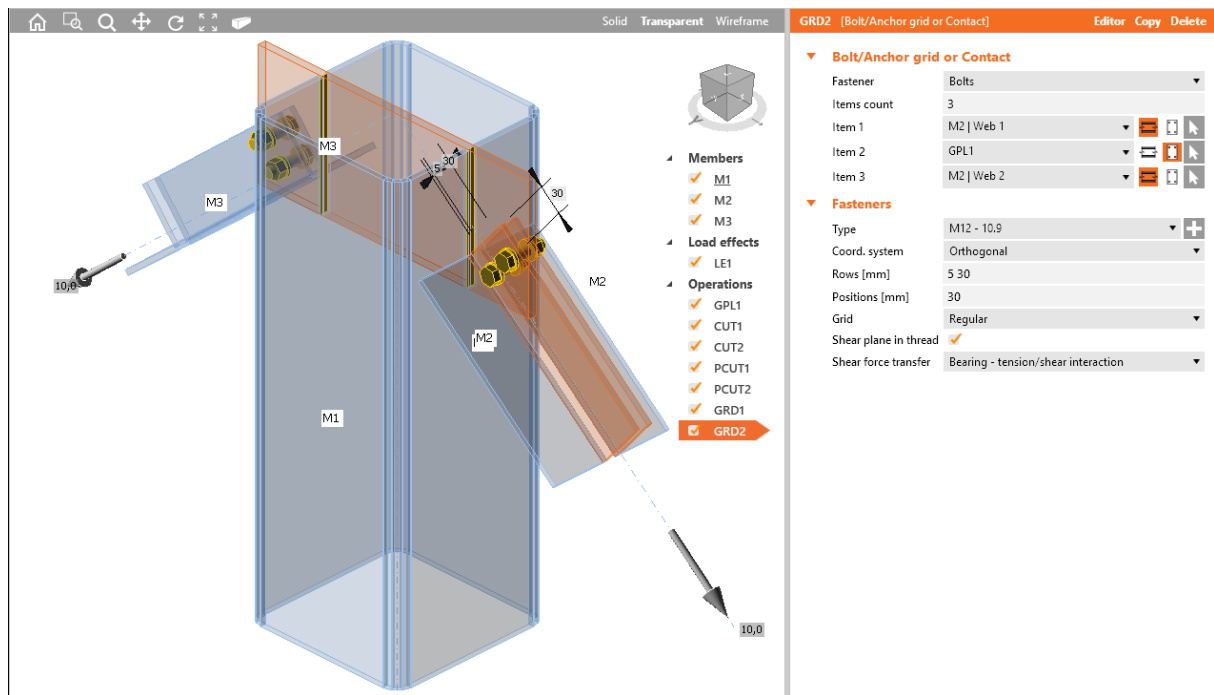 Solid Transparent Wireframe
GRD2 [Bolt/Anchor grid or Contact] Editor Copy Delete
Bolt/Anchor grid or Contact
Fastener Bolts
Items count 3
Item 1 M2 | Web 1
Item 2 GPL1
Item 3 M2 | Web 2
Fasteners
Type M12 - 10.9
Coord. system Orthogonal
Rows [mm] 5 30
Positions [mm] 30
Grid Regular
Shear plane in thread
Shear force transfer Bearing - tension/shear interaction
Members
M1
M2
M3
Load effects
LE1
Operations
GPL1
CUT1
CUT2
PCUT1
PCUT2
GRD1
GRD2
M3
30
5
30
M3
M2
10,0
M2
M1
10,0